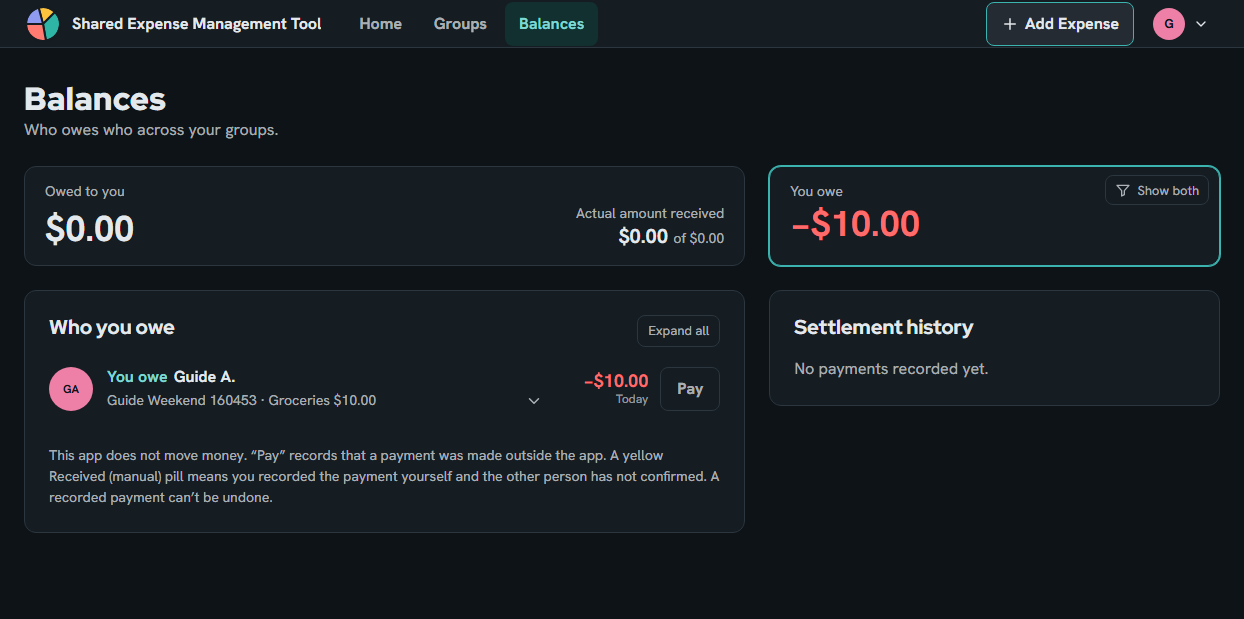 Shared Expense Management Tool
Home
Groups
Balances
+ Add Expense
G
Balances
Who owes who across your groups.
Owed to you
$0.00
Actual amount received
$0.00 of $0.00
You owe
Show both
–$10.00
Who you owe
Expand all
GA
You owe Guide A.
Guide Weekend 160453 · Groceries $10.00
–$10.00
Today
Pay
This app does not move money. “Pay” records that a payment was made outside the app. A yellow
Received (manual) pill means you recorded the payment yourself and the other person has not confirmed. A
recorded payment can’t be undone.
Settlement history
No payments recorded yet.